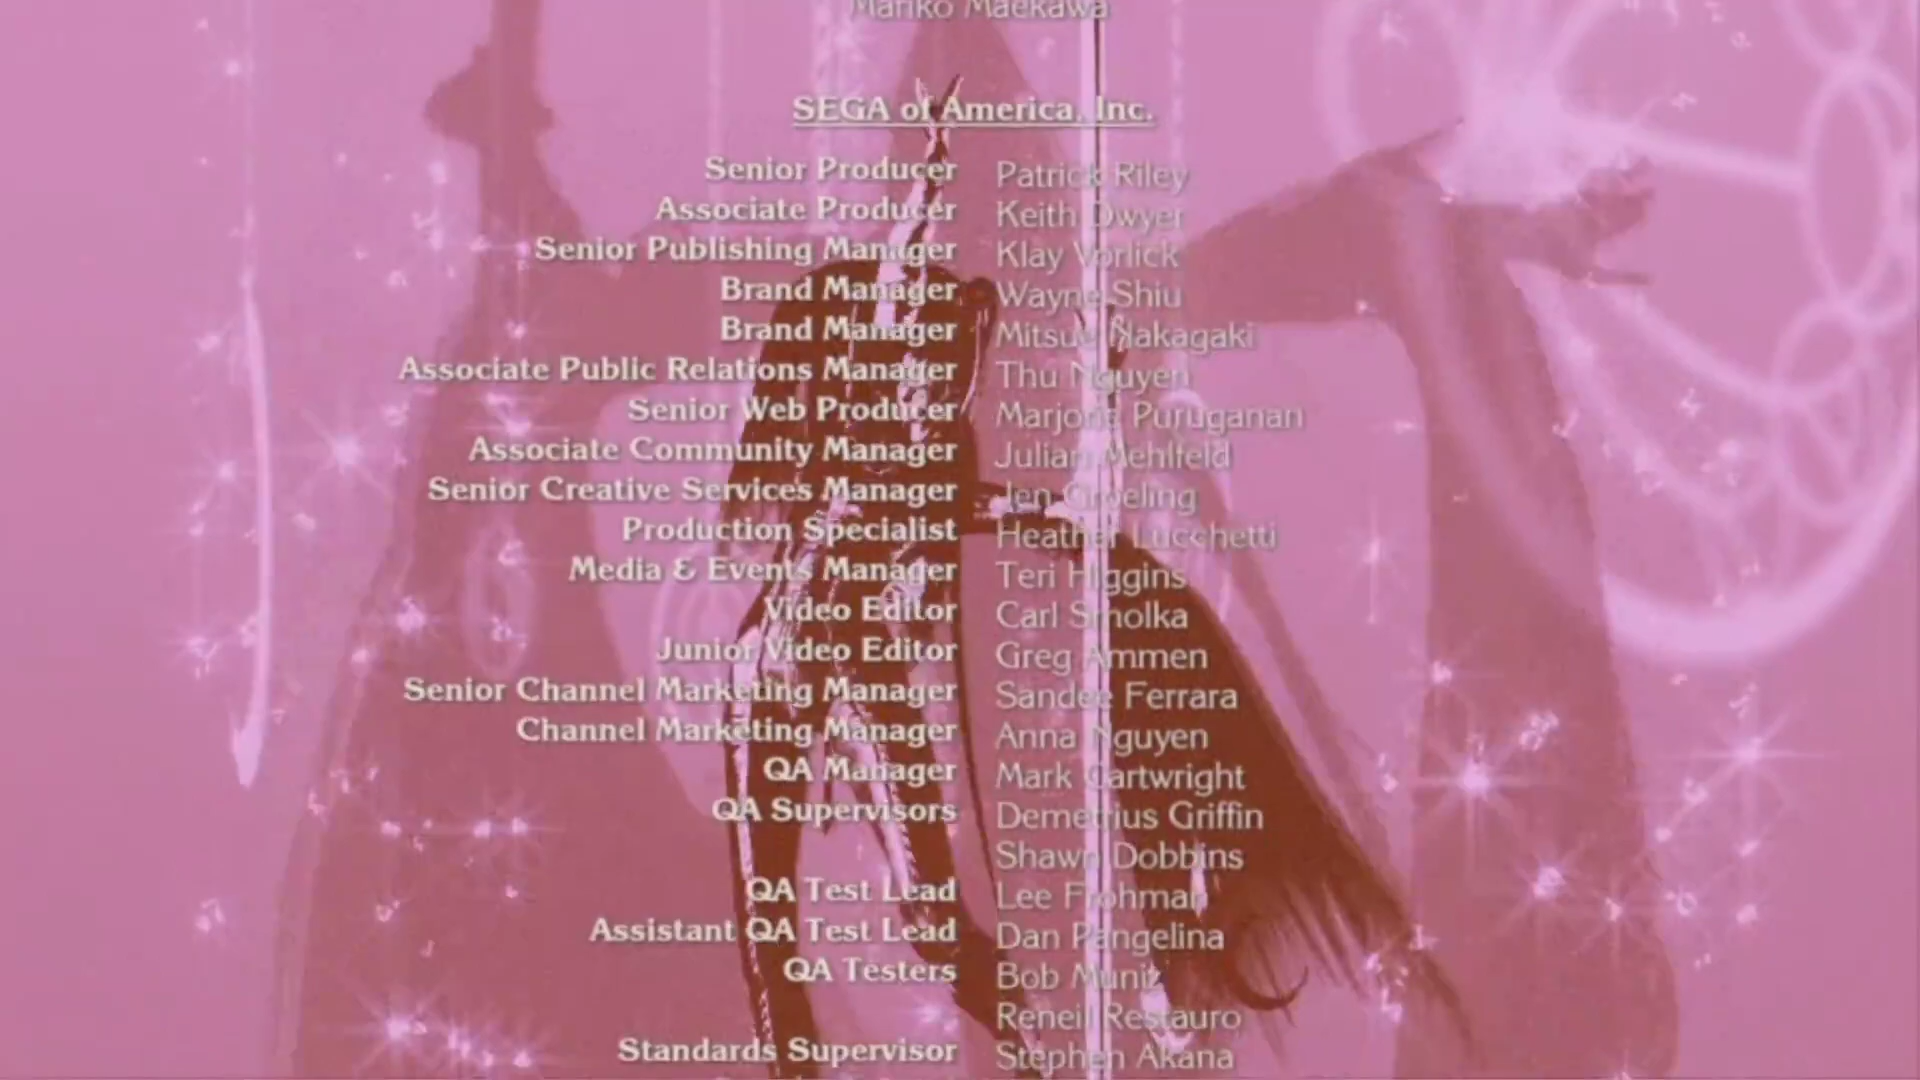 Mariko Maekawa
SEGA of America, Inc.
Senior Producer Patrick Riley
Associate Producer Keith Dwyer
Senior Publishing Manager Klay Vorlick
Brand Manager Wayne Shiu
Brand Manager Mitsue Nakagaki
Associate Public Relations Manager Thu Nguyen
Senior Web Producer Marjorie Puruganan
Associate Community Manager Julian Mehlfeld
Senior Creative Services Manager Jen Groeling
Production Specialist Heather Lucchetti
Media & Events Manager Teri Higgins
Video Editor Carl Smolka
Junior Video Editor Greg Ammen
Senior Channel Marketing Manager Sandee Ferrara
Channel Marketing Manager Anna Nguyen
QA Manager Mark Cartwright
QA Supervisors Demetrius Griffin
Shawn Dobbins
QA Test Lead Lee Frohman
Assistant QA Test Lead Dan Pangelina
QA Testers Bob Muniz
Reneil Restauro
Standards Supervisor Stephen Akana